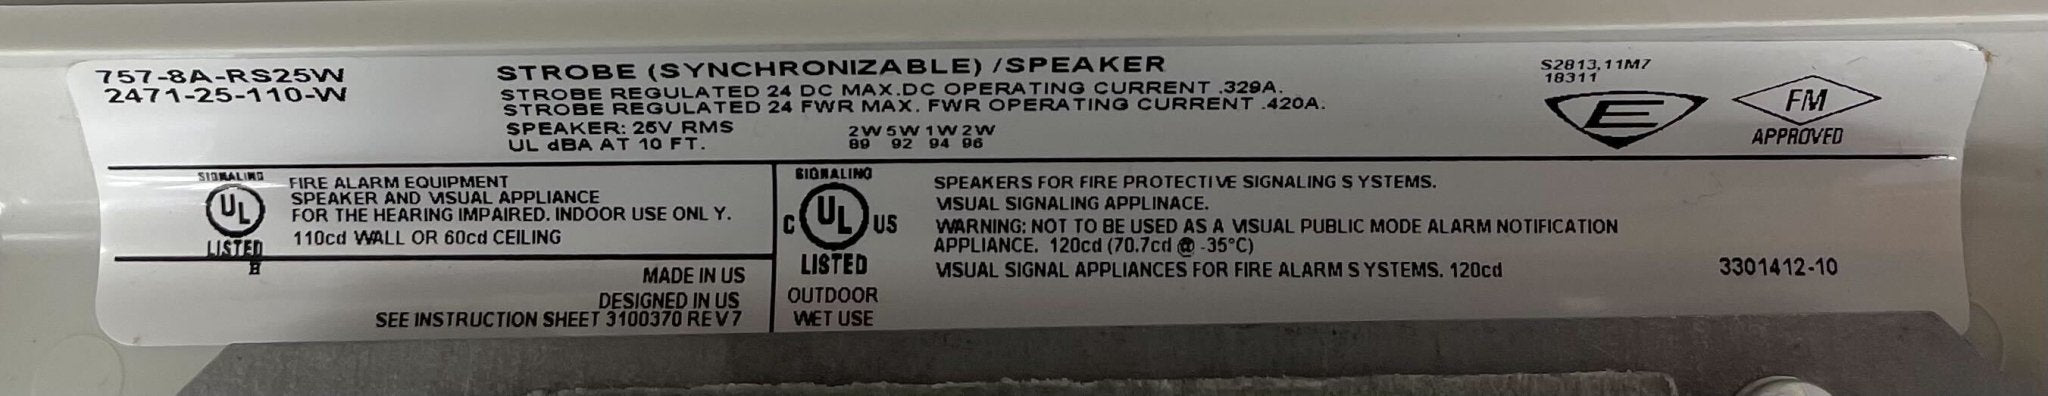 757-8A-RS25W
2471-25-110-W
STROBE (SYNCHRONIZABLE) /SPEAKER
STROBE REGULATED 24 DC MAX.DC OPERATING CURRENT .329A.
STROBE REGULATED 24 FWR MAX. FWR OPERATING CURRENT .420A.
SPEAKER: 25V RMS 2W 5W 1W 2W
UL dBA AT 10 FT. 89 92 94 96
S2813,11M7
18311
E
FM
APPROVED
SIGNALING
UL
LISTED
FIRE ALARM EQUIPMENT
SPEAKER AND VISUAL APPLIANCE
FOR THE HEARING IMPAIRED. INDOOR USE ONLY.
110cd WALL OR 60cd CEILING
MADE IN US
DESIGNED IN US
SEE INSTRUCTION SHEET 3100370 REV 7
SIGNALING
C UL US
LISTED
OUTDOOR
WET USE
SPEAKERS FOR FIRE PROTECTIVE SIGNALING SYSTEMS.
VISUAL SIGNALING APPLINACE.
WARNING: NOT TO BE USED AS A VISUAL PUBLIC MODE ALARM NOTIFICATION
APPLIANCE. 120cd (70.7cd @ -35°C)
VISUAL SIGNAL APPLIANCES FOR FIRE ALARM SYSTEMS. 120cd
3301412-10